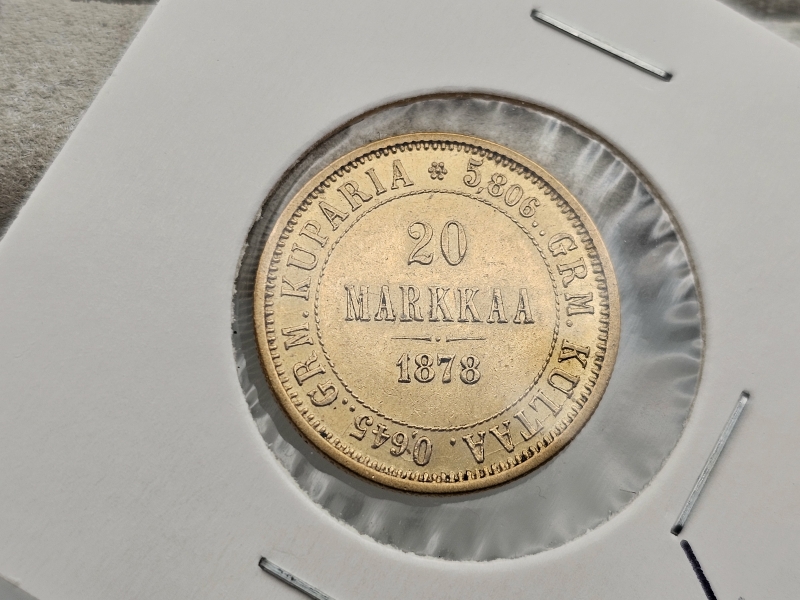 20
MARKKAA
1878
5,806.. GRM. KULTAA. 0,645.. GRM. KUPARIA